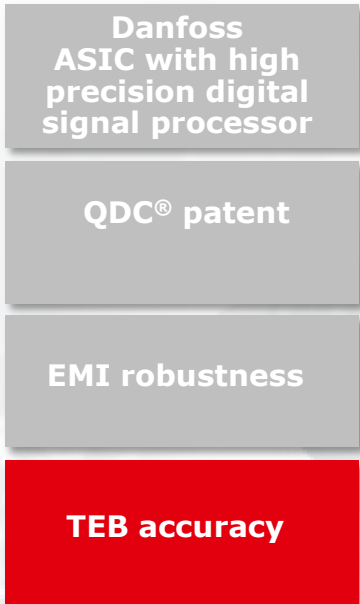 Danfoss
ASIC with high
precision digital
signal processor
QDC® patent
EMI robustness
TEB accuracy